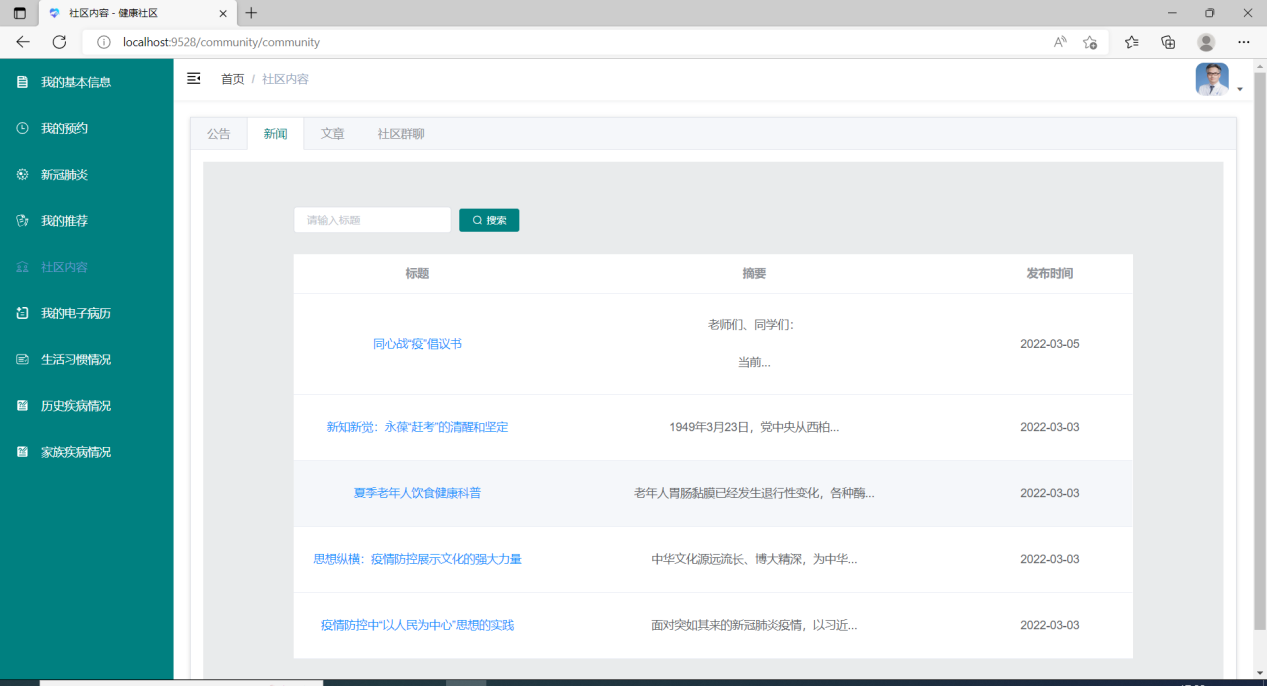 社区内容 - 健康社区
localhost:9528/community/community
我的基本信息
我的预约
新冠肺炎
我的推荐
社区内容
我的电子病历
生活习惯情况
历史疾病情况
家族疾病情况
首页 / 社区内容
公告 新闻 文章 社区群聊
请输入标题 搜索
标题 摘要 发布时间
老师们、同学们：
同心战“疫”倡议书 2022-03-05
当前...
新知新觉：永葆“赶考”的清醒和坚定 1949年3月23日，党中央从西柏... 2022-03-03
夏季老年人饮食健康科普 老年人胃肠黏膜已经发生退行性变化，各种酶... 2022-03-03
思想纵横：疫情防控展示文化的强大力量 中华文化源远流长、博大精深，为中华... 2022-03-03
疫情防控中“以人民为中心”思想的实践 面对突如其来的新冠肺炎疫情，以习近... 2022-03-03